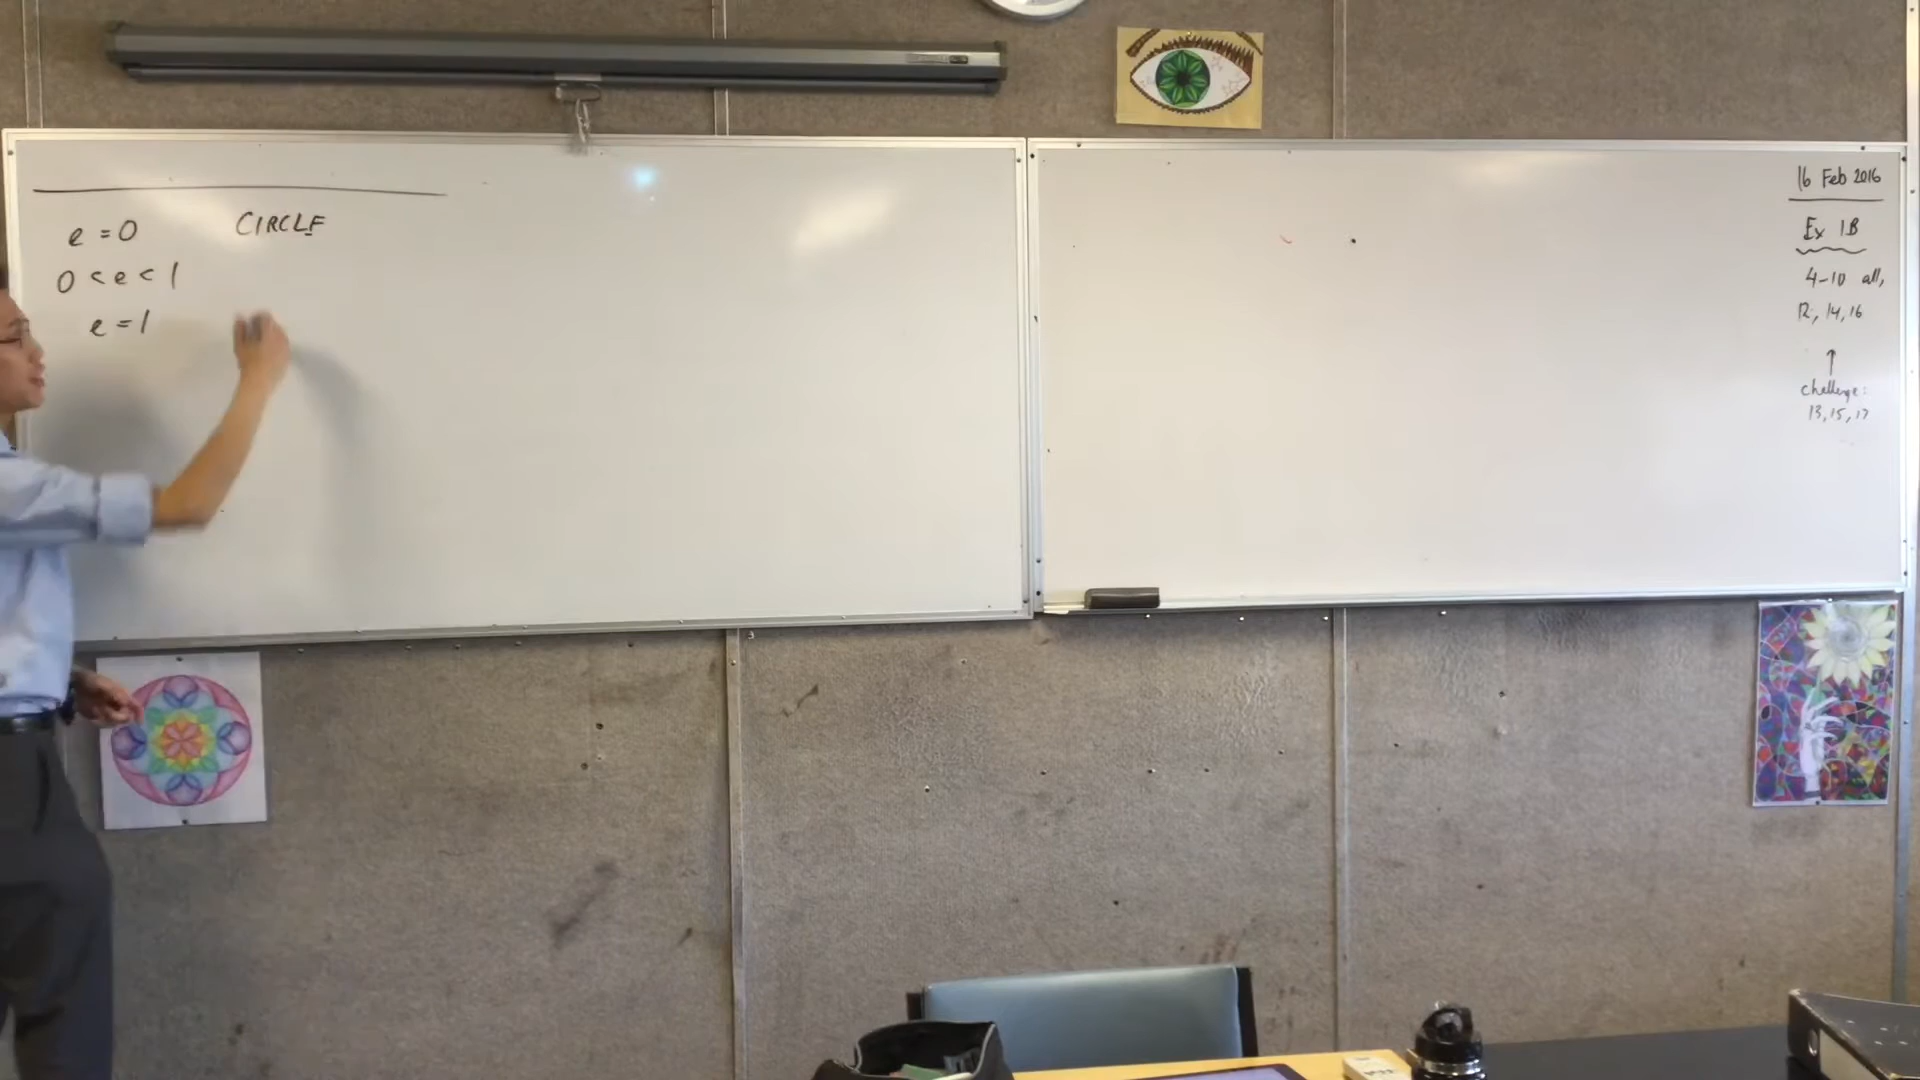 e = 0 CIRCLE
0 < e < 1
e = 1
16 Feb 2016
Ex 1B
4-10 all,
12, 14, 16
↑
challenge:
13, 15, 17